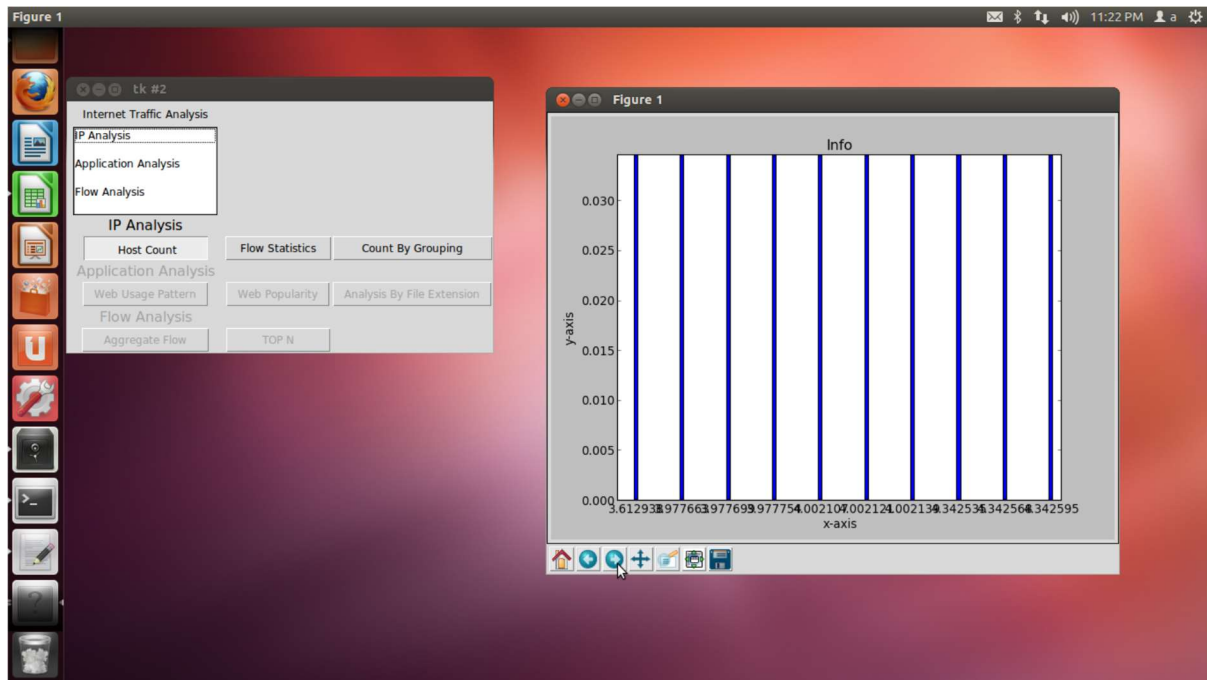 Figure 1
11:22 PM a
tk #2
Internet Traffic Analysis
IP Analysis
Application Analysis
Flow Analysis
IP Analysis
Host Count Flow Statistics Count By Grouping
Application Analysis
Web Usage Pattern Web Popularity Analysis By File Extension
Flow Analysis
Aggregate Flow TOP N
Figure 1
Info
0.030
0.025
0.020
0.015
0.010
0.005
0.000
y-axis
x-axis